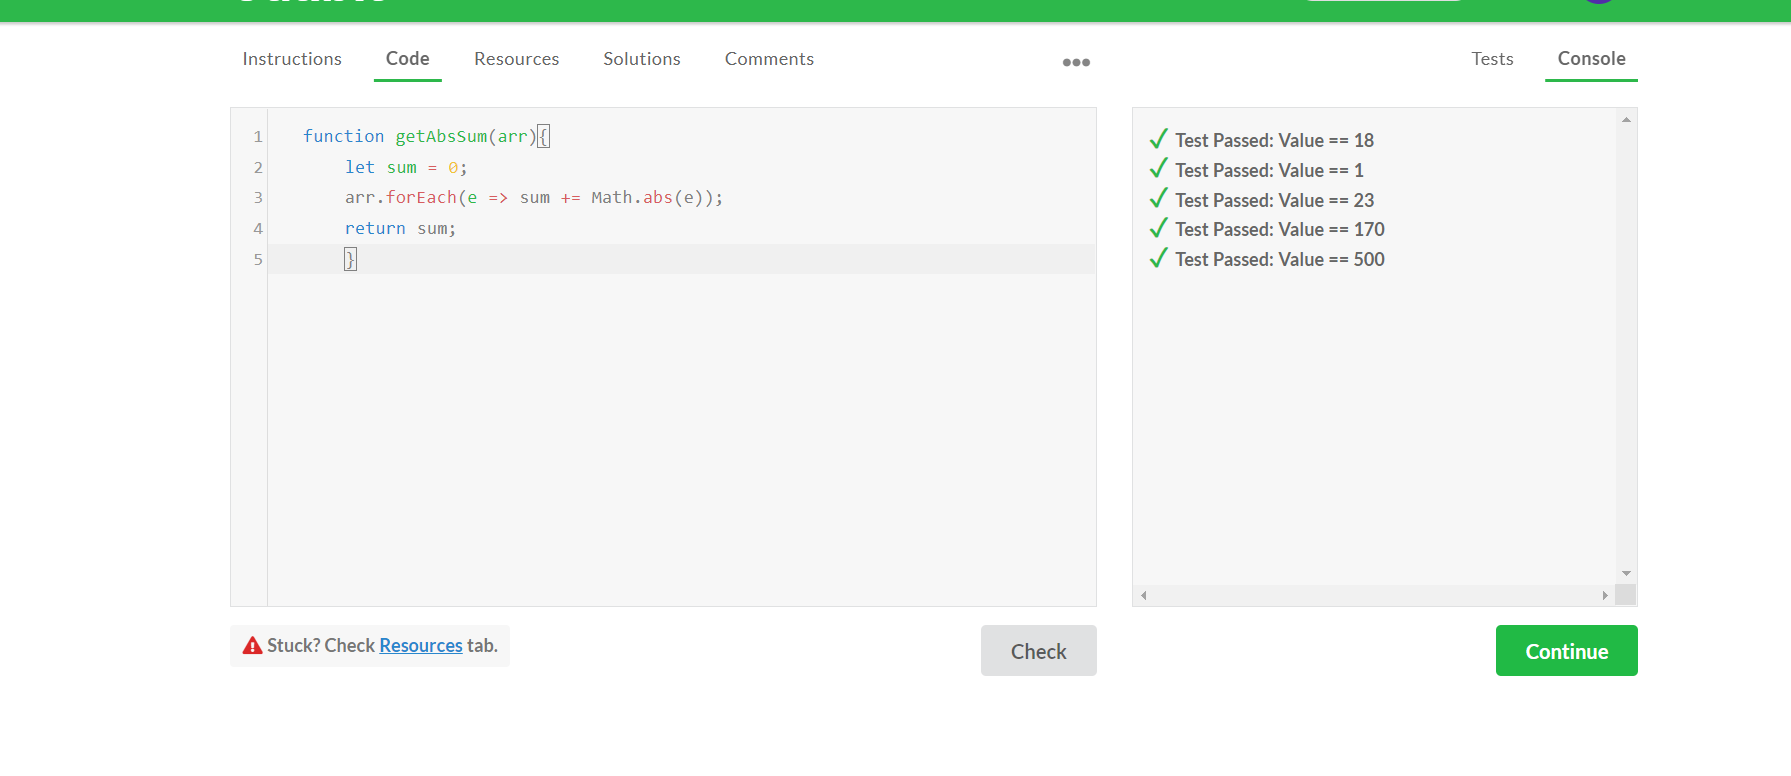 Instructions Code Resources Solutions Comments ••• Tests Console
1 function getAbsSum(arr){
2 let sum = 0;
3 arr.forEach(e => sum += Math.abs(e));
4 return sum;
5 }
✓ Test Passed: Value == 18
✓ Test Passed: Value == 1
✓ Test Passed: Value == 23
✓ Test Passed: Value == 170
✓ Test Passed: Value == 500
Stuck? Check Resources tab.
Check
Continue